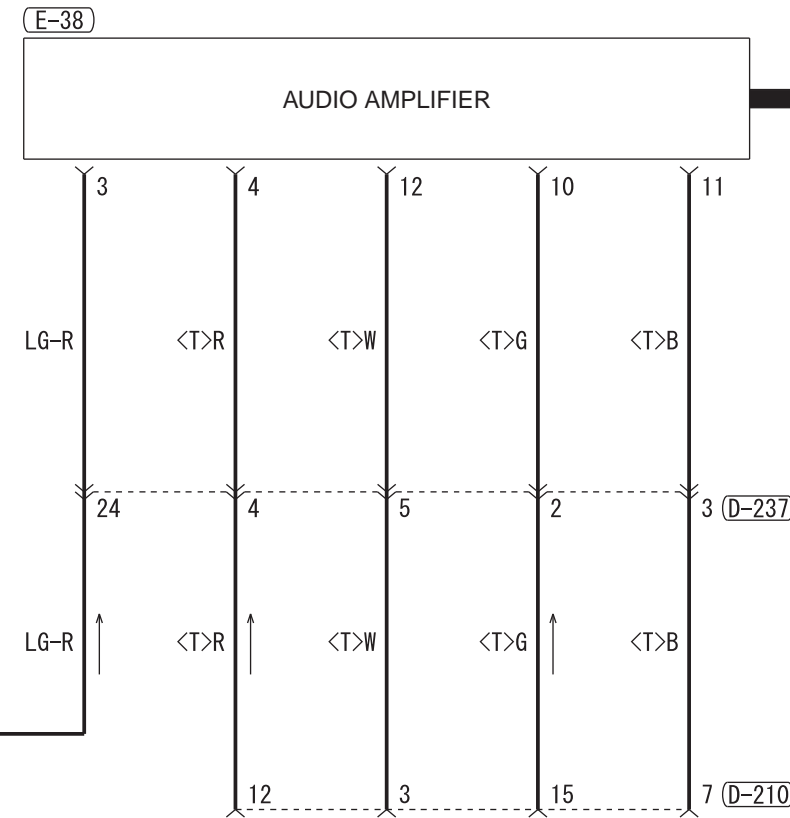 E-38
AUDIO AMPLIFIER
3 4 12 10 11
LG-R <T>R <T>W <T>G <T>B
24 4 5 2 3 D-237
LG-R <T>R <T>W <T>G <T>B
12 3 15 7 D-210